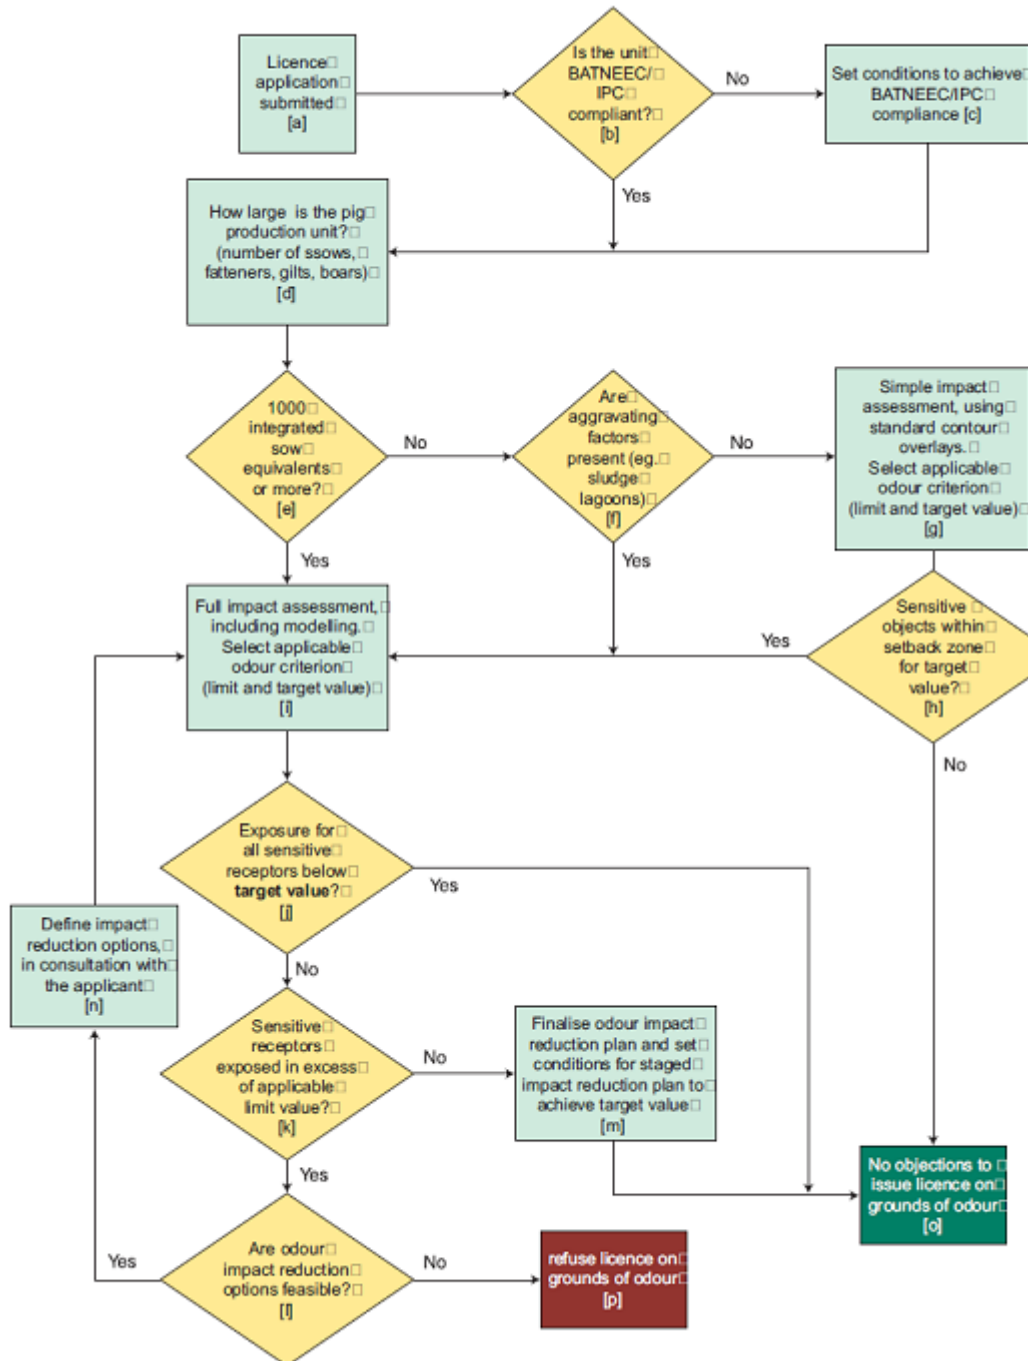 Licence
application
submitted
[a]
Is the unit
BATNEEC/
IPC
compliant?
[b]
No
Set conditions to achieve
BATNEEC/IPC
compliance [c]
Yes
How large is the pig
production unit?
(number of ssows,
fatteners, gilts, boars)
[d]
1000
integrated
sow
equivalents
or more?
[e]
No
Are
aggravating
factors
present (eg.
sludge
lagoons)
[f]
No
Simple impact
assessment, using
standard contour
overlays.
Select applicable
odour criterion
(limit and target value)
[g]
Yes
Yes
Full impact assessment,
including modelling.
Select applicable
odour criterion
(limit and target value)
[i]
Yes
Sensitive
objects within
setback zone
for target
value?
[h]
No
Exposure for
all sensitive
receptors below
target value?
[j]
Yes
No
Define impact
reduction options,
in consultation with
the applicant
[n]
Sensitive
receptors
exposed in excess
of applicable
limit value?
[k]
No
Finalise odour impact
reduction plan and set
conditions for staged
impact reduction plan to
achieve target value
[m]
Yes
No objections to
issue licence on
grounds of odour
[o]
Yes
Are odour
impact reduction
options feasible?
[l]
No
refuse licence on
grounds of odour
[p]